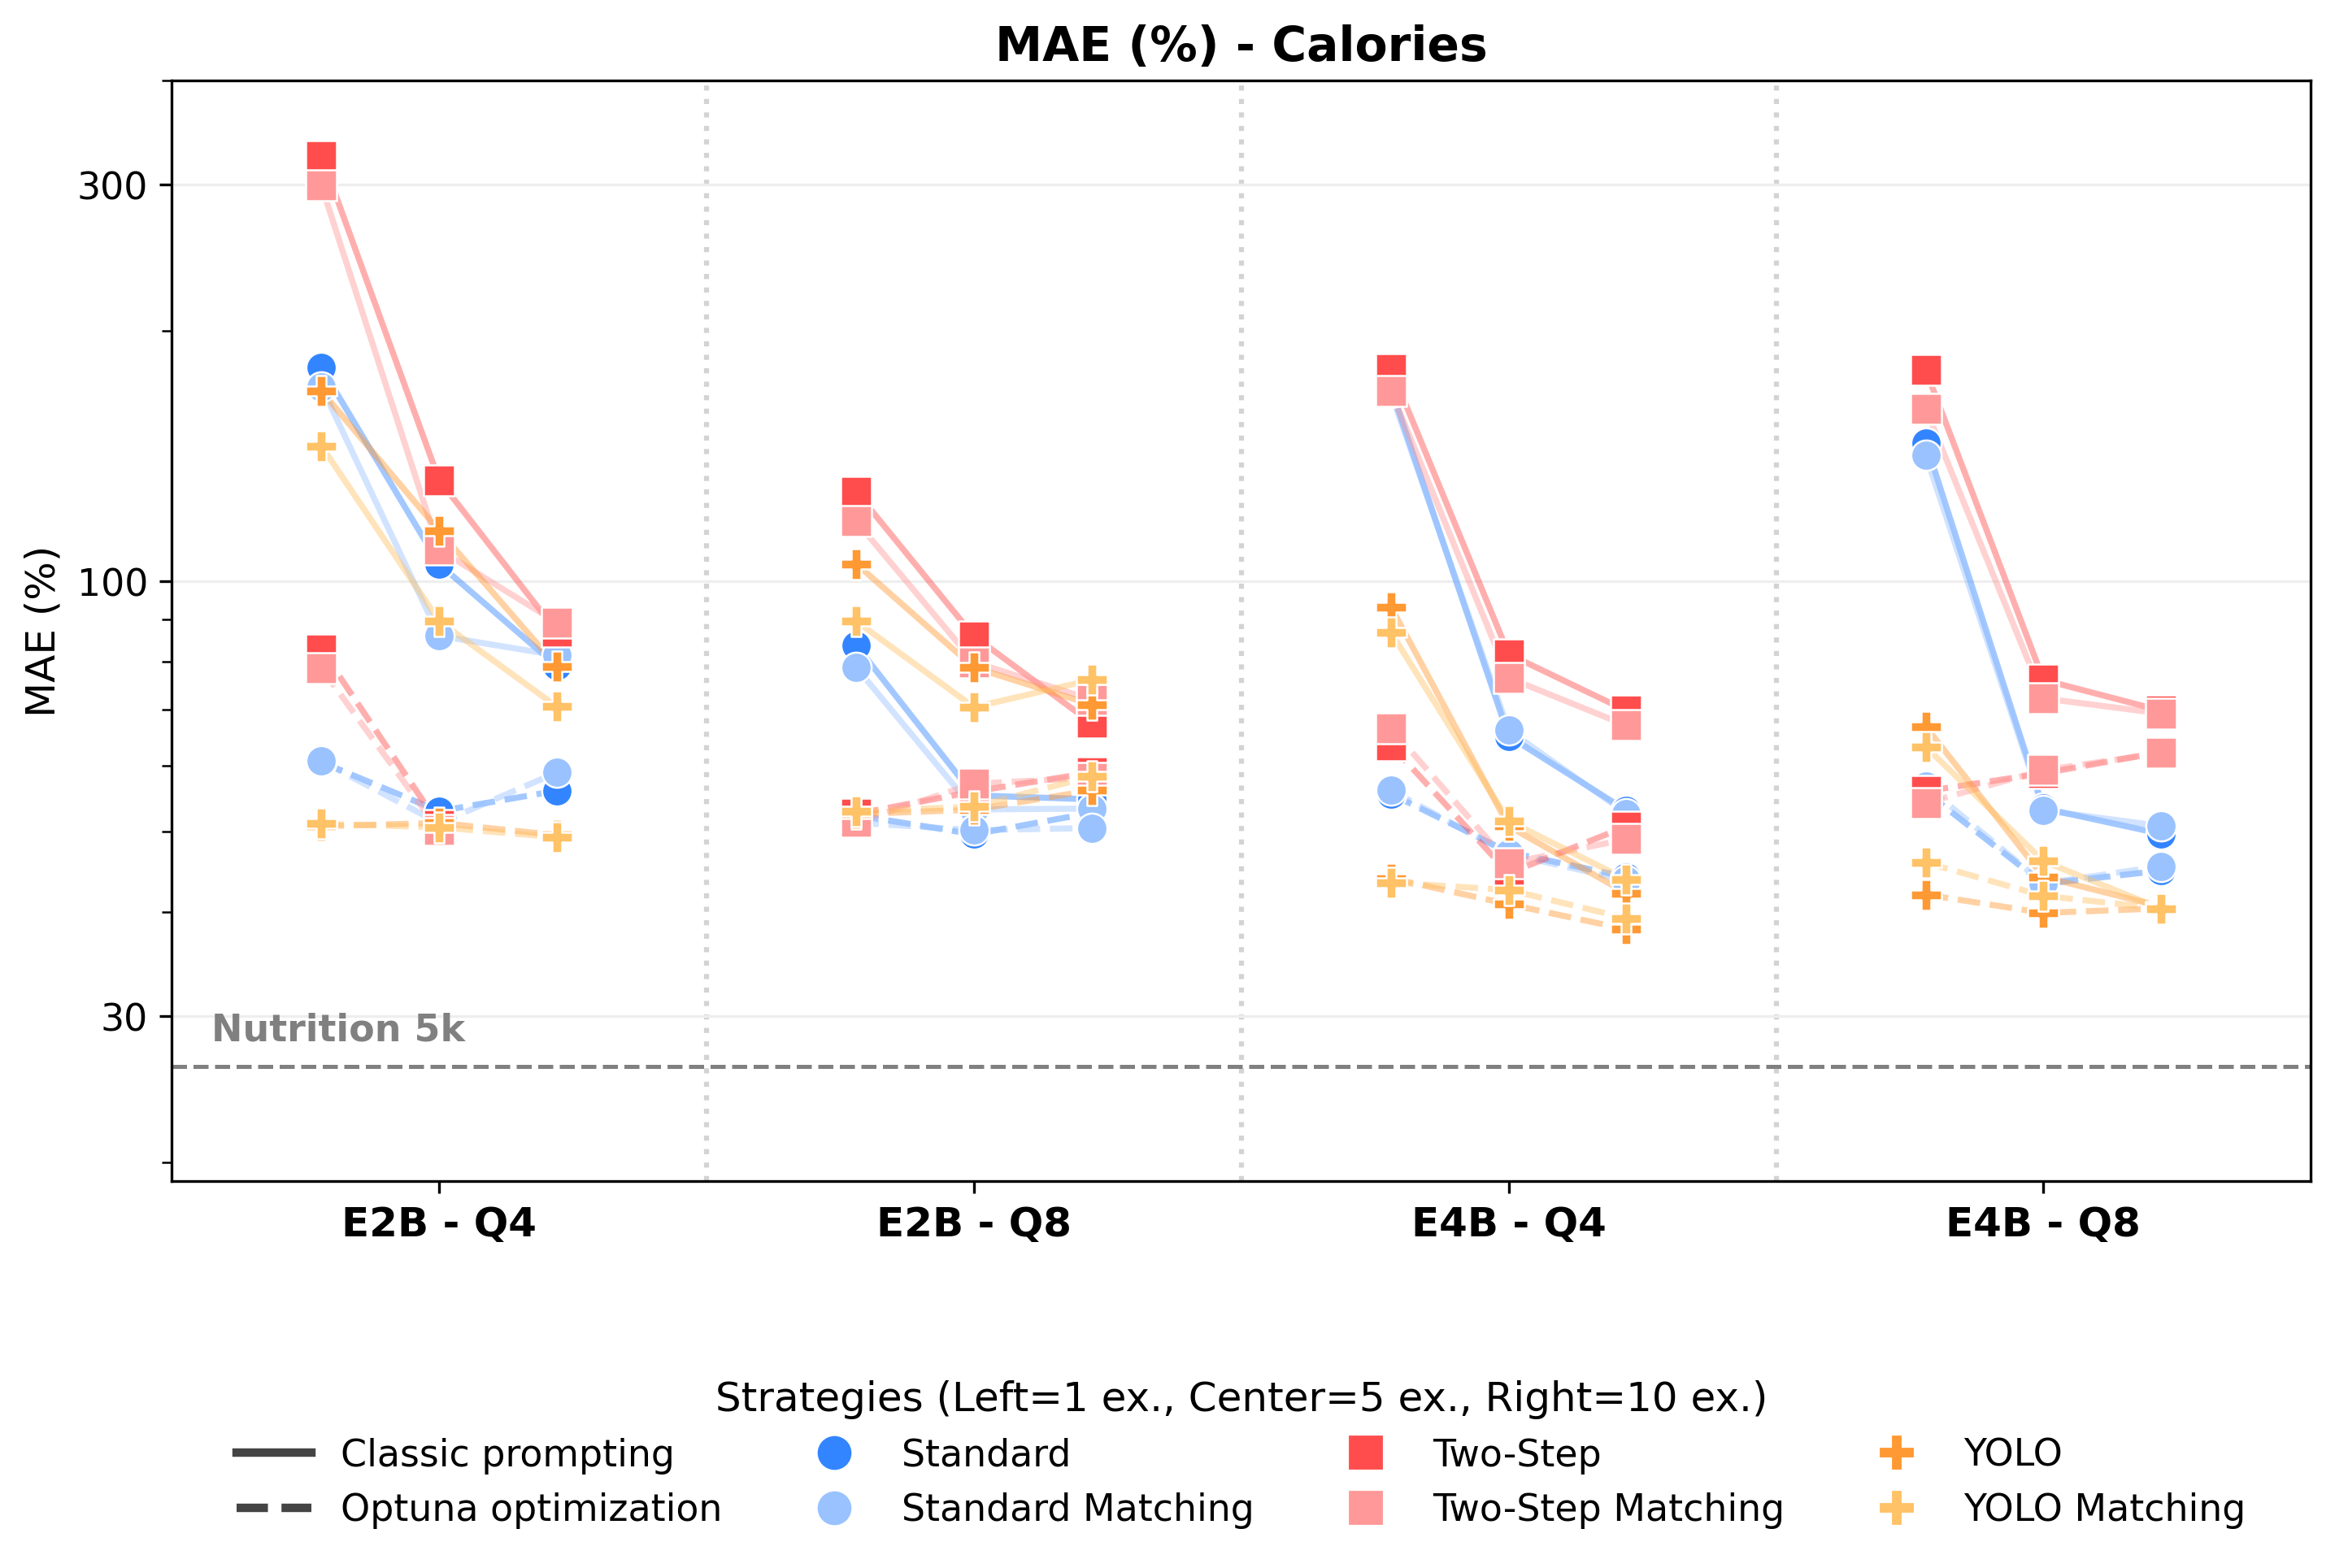 MAE (%) - Calories
MAE (%)
300
100
30
Nutrition 5k
E2B - Q4
E2B - Q8
E4B - Q4
E4B - Q8
Strategies (Left=1 ex., Center=5 ex., Right=10 ex.)
Classic prompting
Optuna optimization
Standard
Standard Matching
Two-Step
Two-Step Matching
YOLO
YOLO Matching